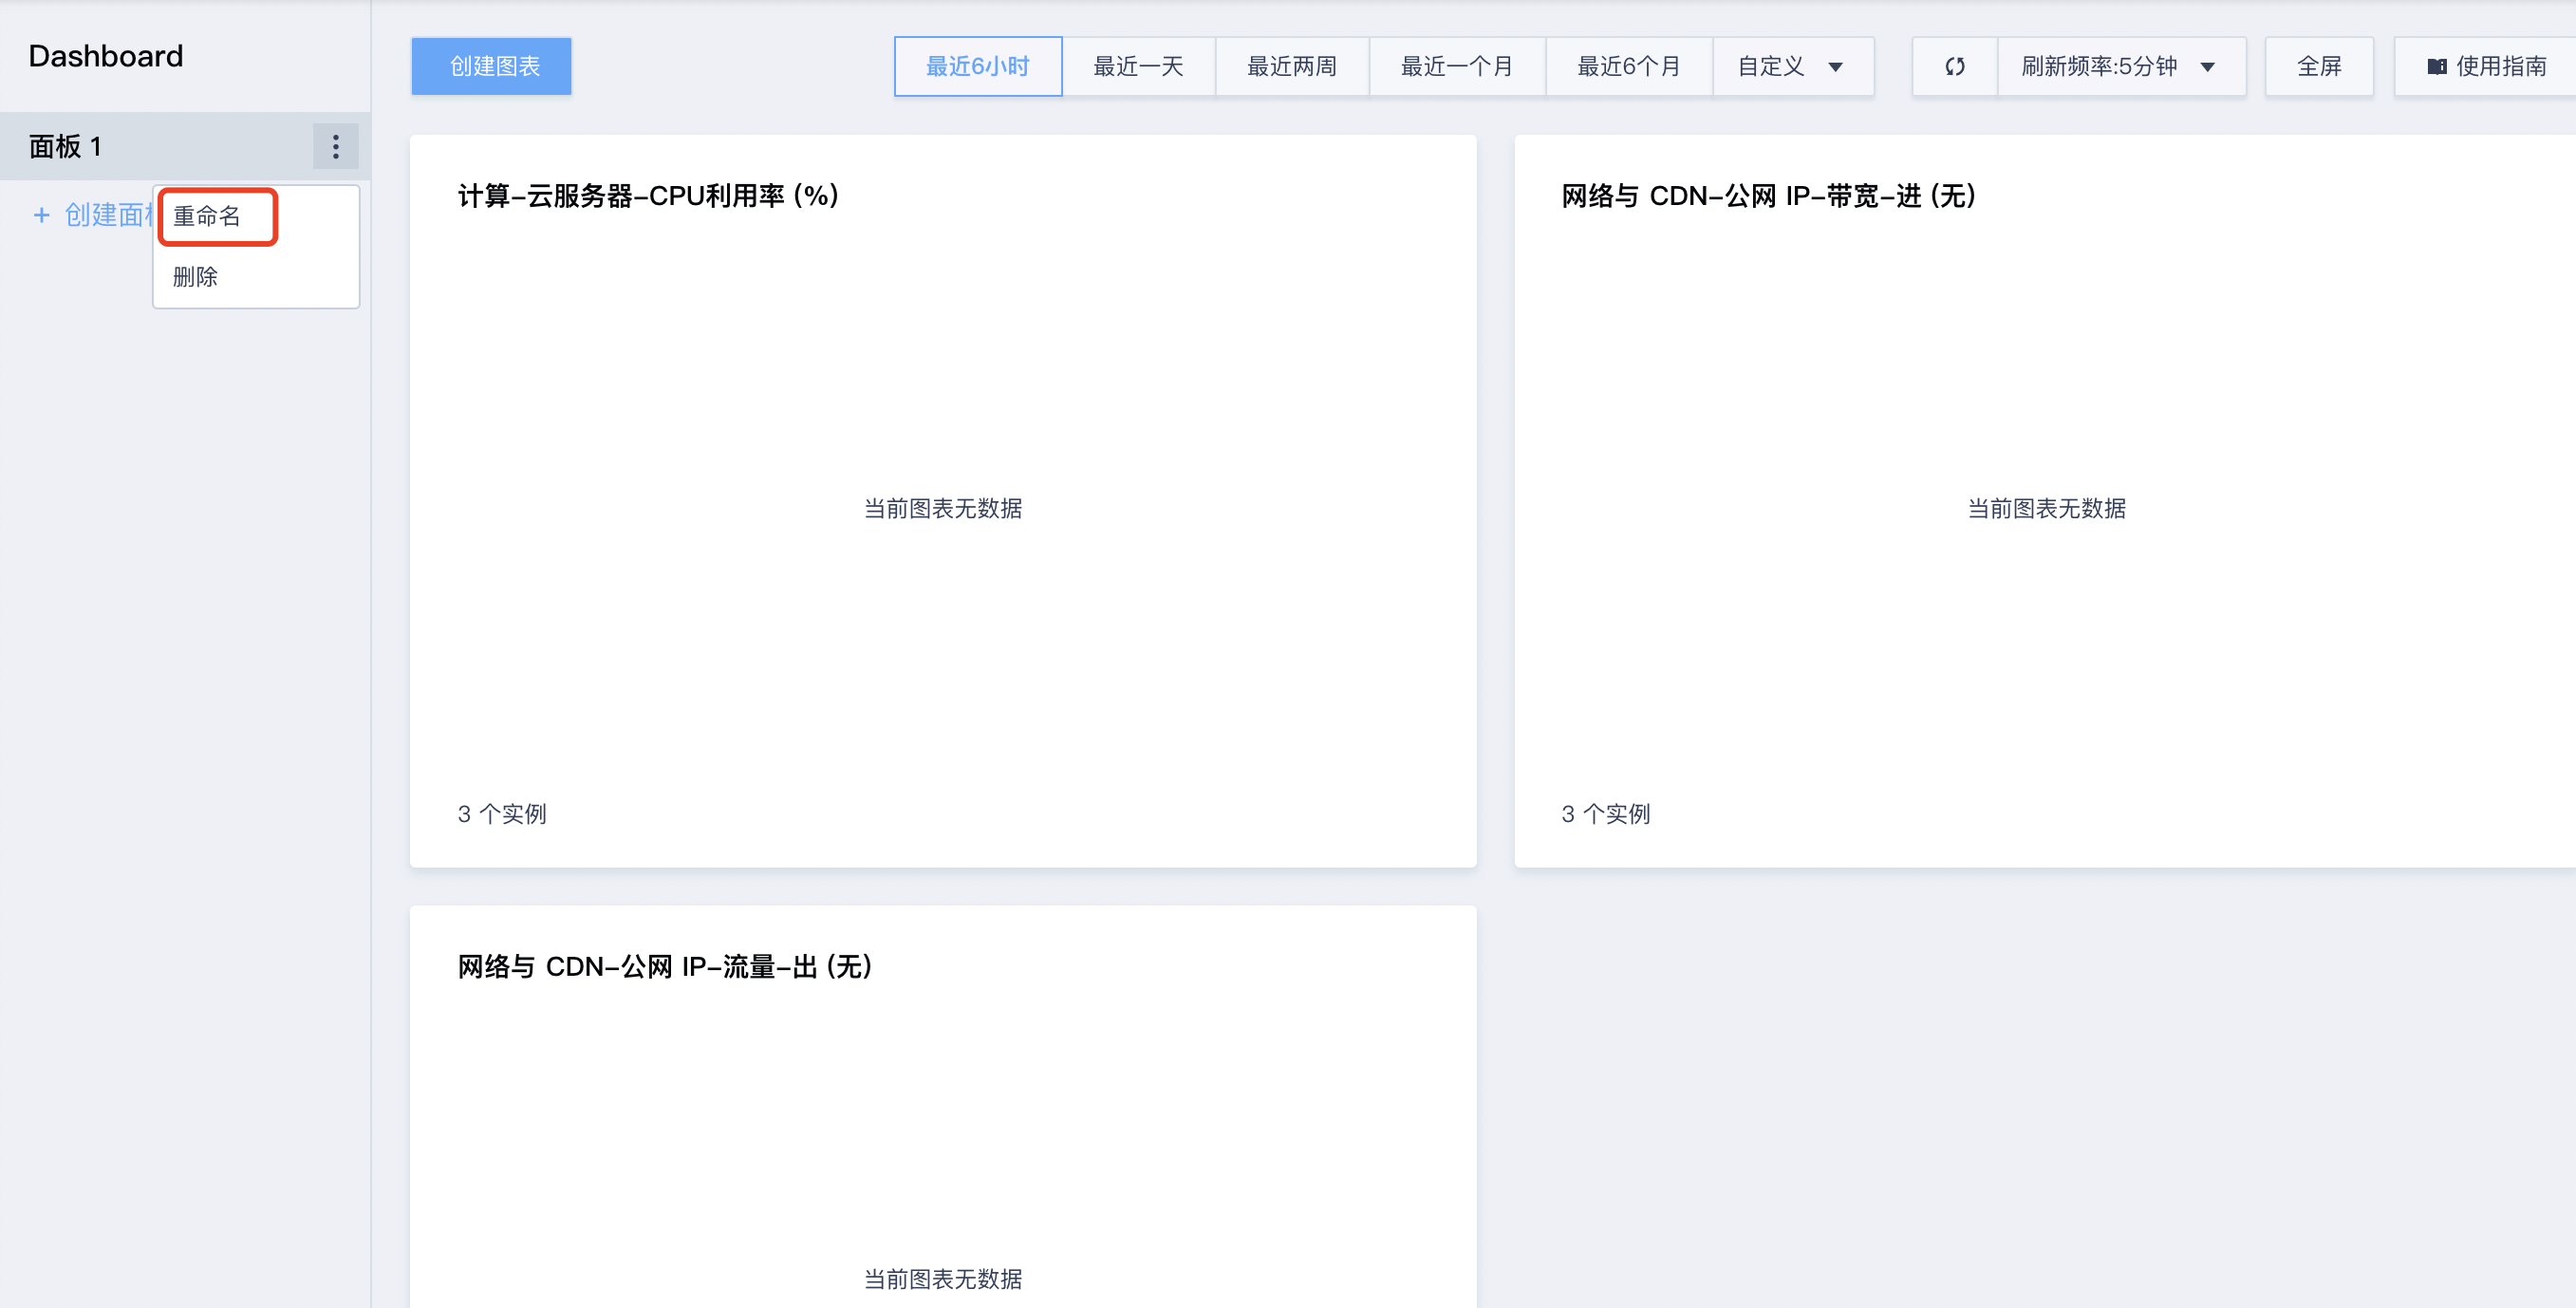 Dashboard
面板 1
+ 创建面
重命名
删除
创建图表
最近6小时 最近一天 最近两周 最近一个月 最近6个月 自定义
刷新频率:5分钟
全屏
使用指南
计算-云服务器-CPU利用率 (%)
当前图表无数据
3 个实例
网络与 CDN-公网 IP-带宽-进 (无)
当前图表无数据
3 个实例
网络与 CDN-公网 IP-流量-出 (无)
当前图表无数据